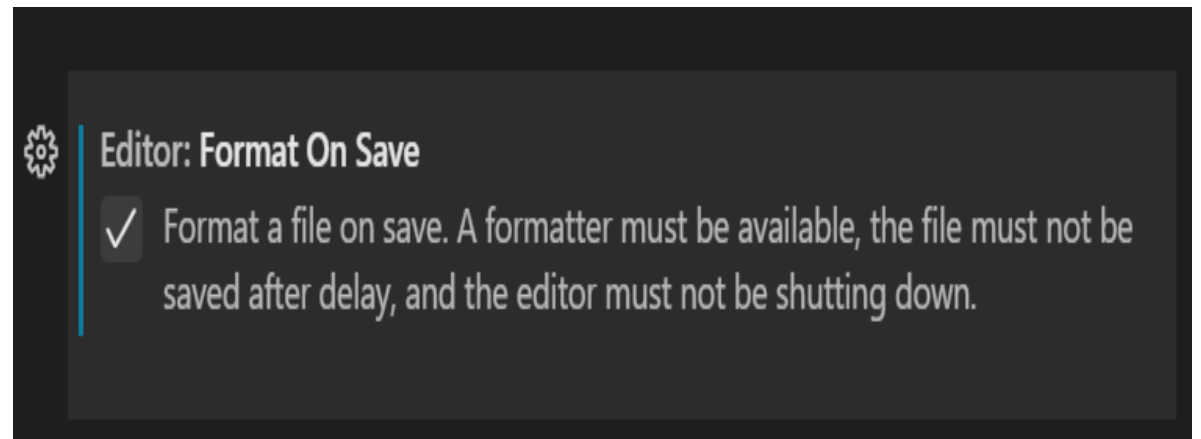 Editor: Format On Save
Format a file on save. A formatter must be available, the file must not be
saved after delay, and the editor must not be shutting down.